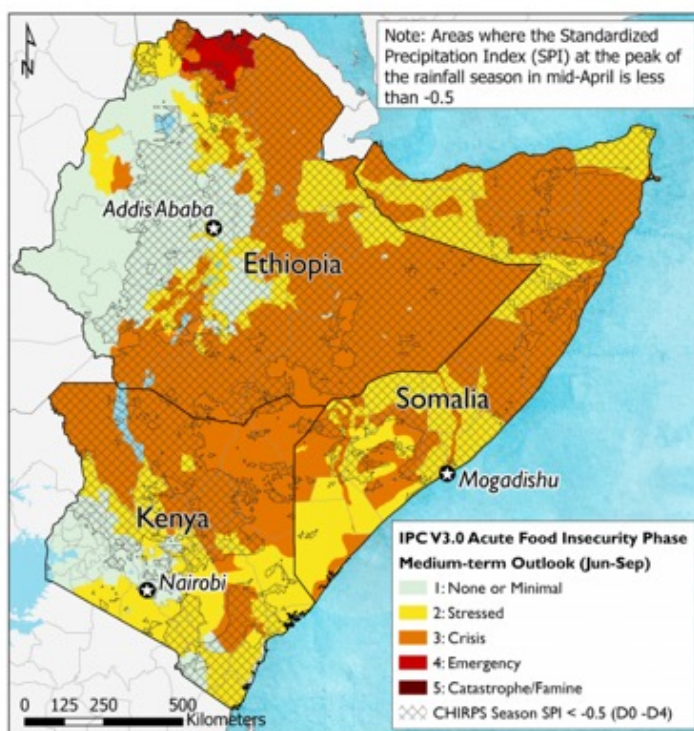 N
Note: Areas where the Standardized
Precipitation Index (SPI) at the peak of
the rainfall season in mid-April is less
than -0.5
Addis Ababa
Ethiopia
Somalia
Mogadishu
Kenya
Nairobi
IPC V3.0 Acute Food Insecurity Phase
Medium-term Outlook (Jun-Sep)
1: None or Minimal
2: Stressed
3: Crisis
4: Emergency
5: Catastrophe/Famine
CHIRPS Season SPI < -0.5 (D0 -D4)
0 125 250 500
Kilometers